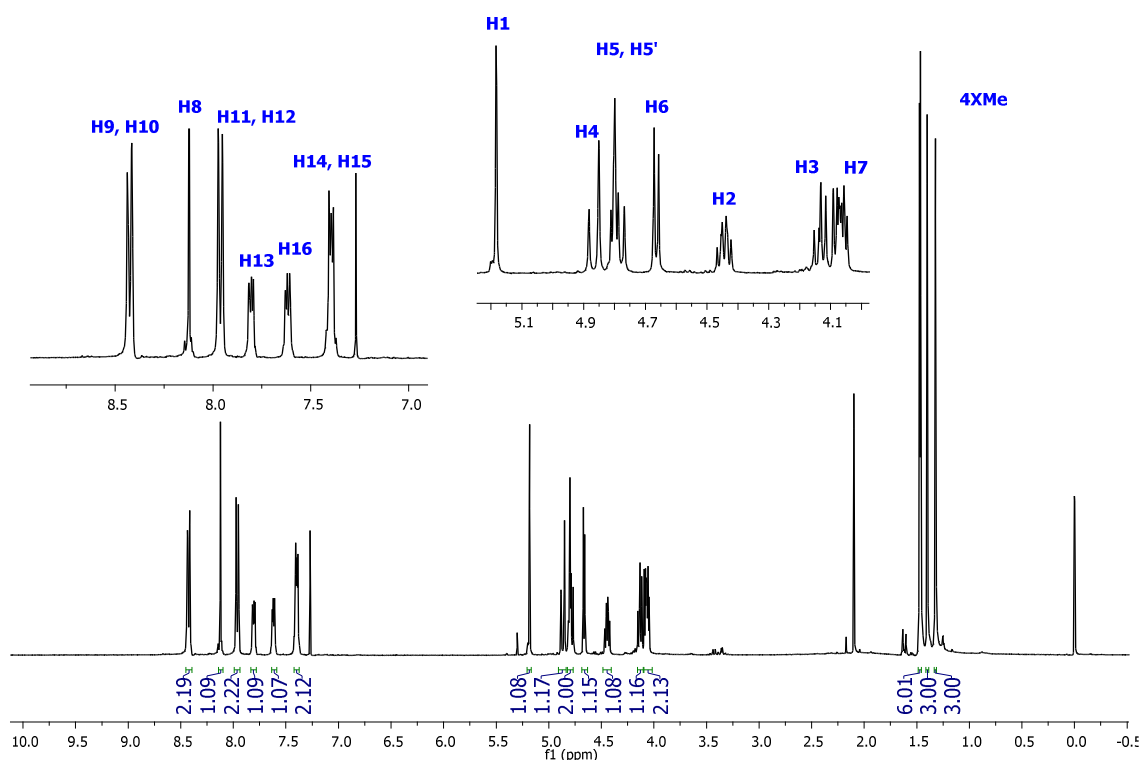 H1
H5, H5'
4XMe
H8
H9, H10
H11, H12
H4
H6
H14, H15
H3
H7
H2
H13
H16
5.1 4.9 4.7 4.5 4.3 4.1
8.5 8.0 7.5 7.0
2.19
1.09
2.22
1.09
1.07
2.12
1.08
1.17
2.00
1.15
1.08
1.16
2.13
6.01
3.00
3.00
10.0 9.5 9.0 8.5 8.0 7.5 7.0 6.5 6.0 5.5 5.0 4.5 4.0 3.5 3.0 2.5 2.0 1.5 1.0 0.5 0.0 -0.5
f1 (ppm)